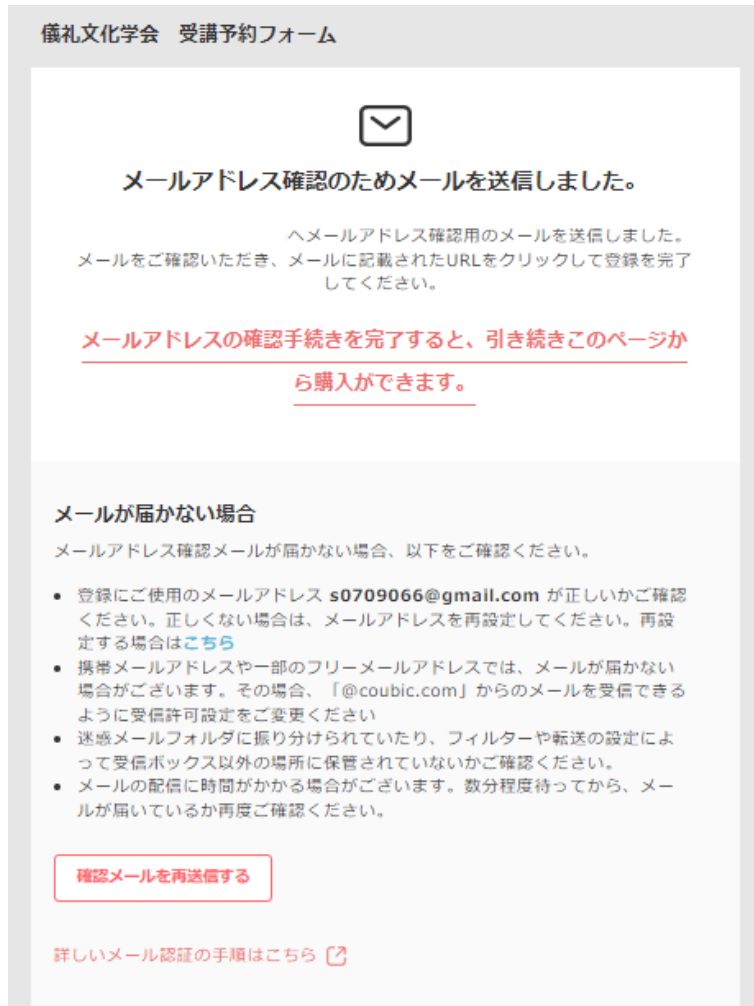 儀礼文化学会　受講予約フォーム
メールアドレス確認のためメールを送信しました。
へメールアドレス確認用のメールを送信しました。
メールをご確認いただき、メールに記載されたURLをクリックして登録を完了
してください。
メールアドレスの確認手続きを完了すると、引き続きこのページか
ら購入ができます。
メールが届かない場合
メールアドレス確認メールが届かない場合、以下をご確認ください。
• 登録にご使用のメールアドレス s0709066@gmail.com が正しいかご確認
ください。正しくない場合は、メールアドレスを再設定してください。再設
定する場合はこちら
• 携帯メールアドレスや一部のフリーメールアドレスでは、メールが届かない
場合がございます。その場合、「@coubic.com」からのメールを受信できる
ように受信許可設定をご変更ください
• 迷惑メールフォルダに振り分けられていたり、フィルターや転送の設定によ
って受信ボックス以外の場所に保管されていないかご確認ください。
• メールの配信に時間がかかる場合がございます。数分程度待ってから、メー
ルが届いているか再度ご確認ください。
確認メールを再送信する
詳しいメール認証の手順はこちら